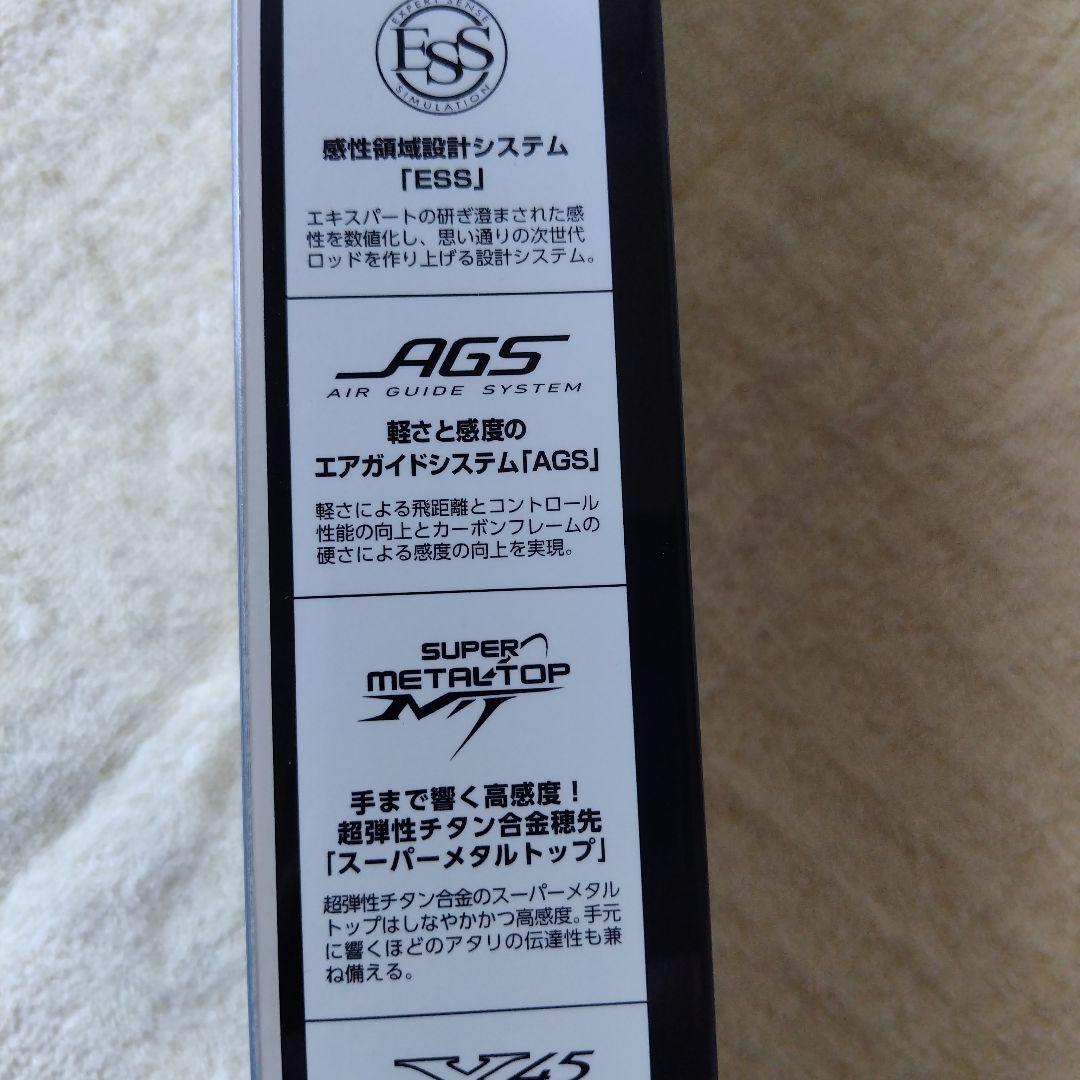 EXPERT SENSE
ESS
SIMULATION
感性領域設計システム
「ESS」
エキスパートの研ぎ澄まされた感
性を数値化し、思い通りの次世代
ロッドを作り上げる設計システム。
AGS
AIR GUIDE SYSTEM
軽さと感度の
エアガイドシステム「AGS」
軽さによる飛距離とコントロール
性能の向上とカーボンフレームの
硬さによる感度の向上を実現。
SUPER
METAL TOP
MT
手まで響く高感度！
超弾性チタン合金穂先
「スーパーメタルトップ」
超弾性チタン合金のスーパーメタル
トップはしなやかかつ高感度。手元
に響くほどのアタリの伝達性も兼
ね備える。
X45